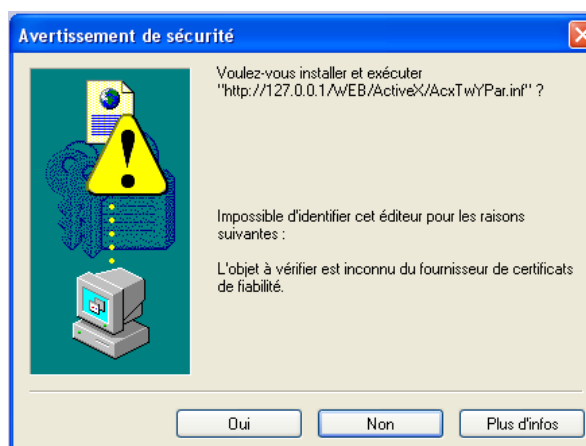 Avertissement de sécurité
Voulez-vous installer et exécuter
"http://127.0.0.1/WEB/ActiveX/AcxTwYPar.inf" ?
Impossible d'identifier cet éditeur pour les raisons
suivantes :
L'objet à vérifier est inconnu du fournisseur de certificats
de fiabilité.
Oui
Non
Plus d'infos